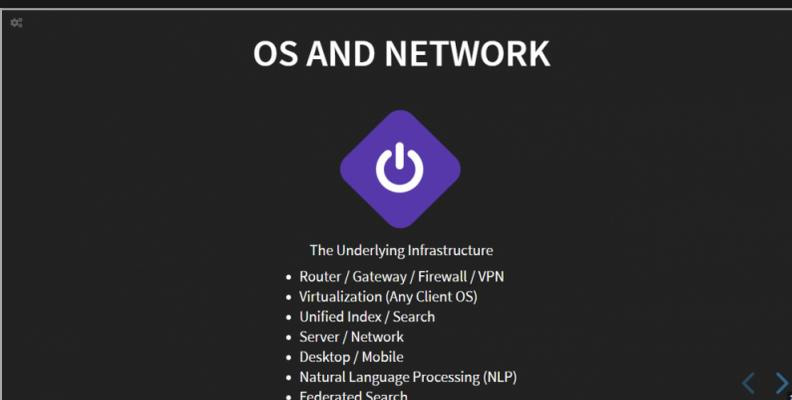 OS AND NETWORK
The Underlying Infrastructure
Router / Gateway / Firewall / VPN
Virtualization (Any Client OS)
Unified Index / Search
Server / Network
Desktop / Mobile
Natural Language Processing (NLP)
Federated Search